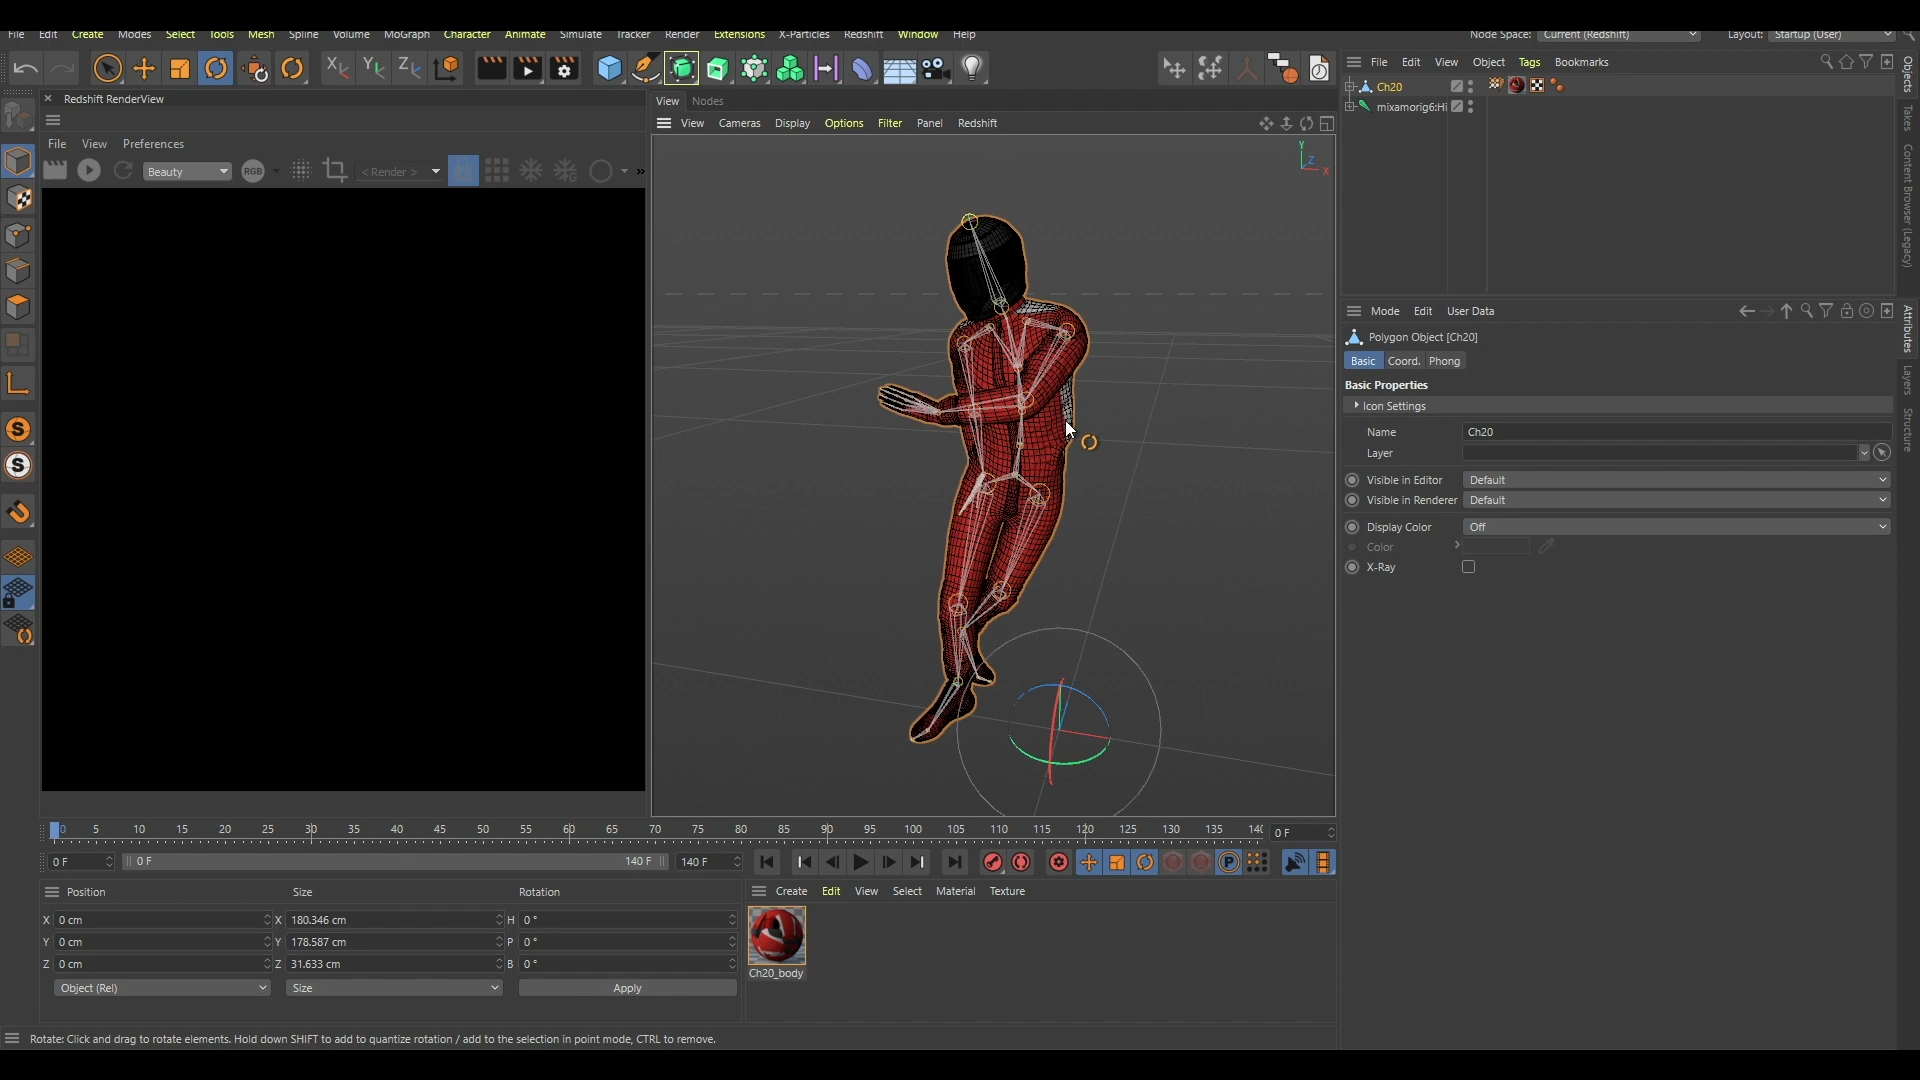 File Edit Create Modes Select Tools Mesh Spline Volume MoGraph Character Animate Simulate Tracker Render Extensions X-Particles Redshift Window Help
Node Space: Current (Redshift) Layout: Startup (User)
X Y Z
File Edit View Object Tags Bookmarks
Ch20
mixamorig6:Hi
Objects
Takes
Content Browser (Legacy)
Redshift RenderView
File View Preferences
Beauty RGB < Render > »
View Nodes
View Cameras Display Options Filter Panel Redshift
Y
Z
X
Mode Edit User Data
Attributes
Layers
Structure
Polygon Object [Ch20]
Basic Coord. Phong
Basic Properties
Icon Settings
Name Ch20
Layer
Visible in Editor Default
Visible in Renderer Default
Display Color Off
Color
X-Ray
0 5 10 15 20 25 30 35 40 45 50 55 60 65 70 75 80 85 90 95 100 105 110 115 120 125 130 135 140 0 F
0 F 0 F 140 F 140 F
Position Size Rotation
X 0 cm X 180.346 cm H 0 °
Y 0 cm Y 178.587 cm P 0 °
Z 0 cm Z 31.633 cm B 0 °
Object (Rel) Size Apply
Create Edit View Select Material Texture
Ch20_body
Rotate: Click and drag to rotate elements. Hold down SHIFT to add to quantize rotation / add to the selection in point mode, CTRL to remove.